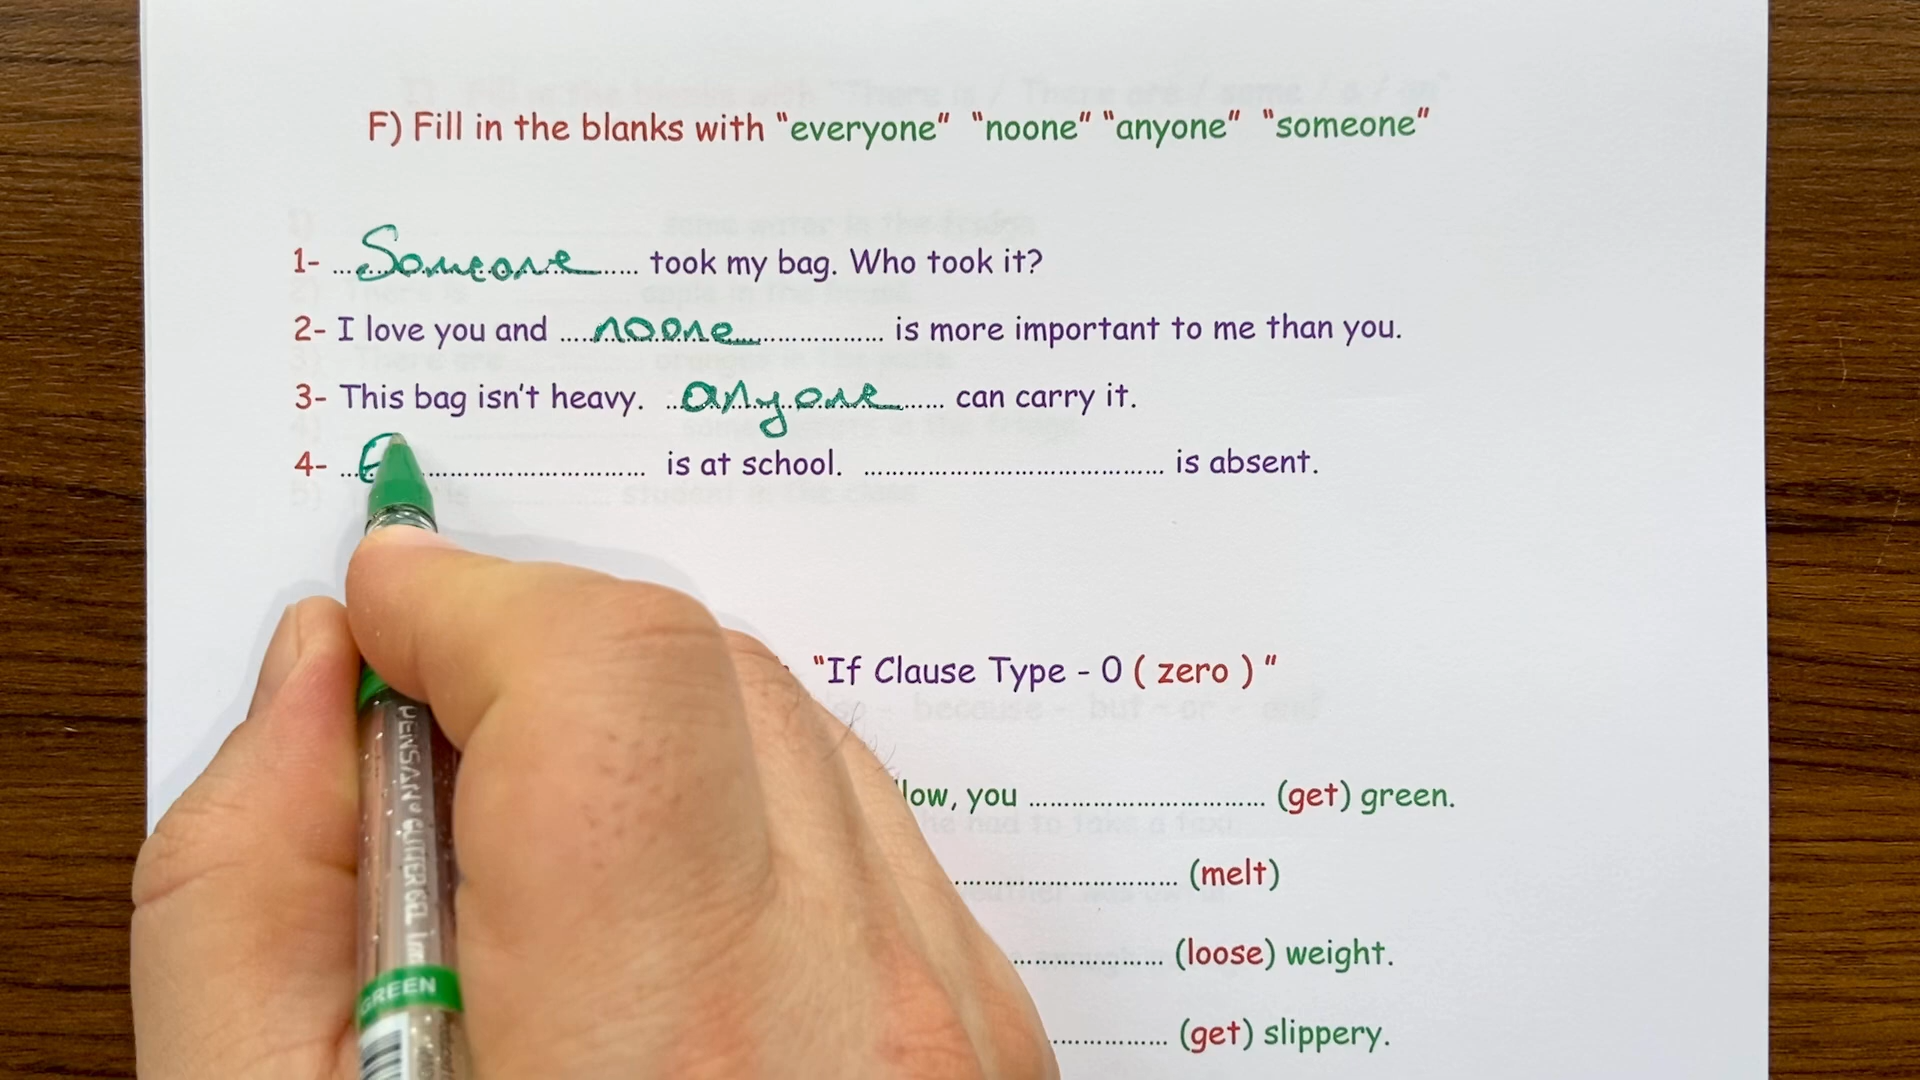 F) Fill in the blanks with "everyone" "noone" "anyone" "someone"
1- Someone took my bag. Who took it?
2- I love you and noone is more important to me than you.
3- This bag isn't heavy. anyone can carry it.
4- E is at school. ........................................ is absent.
"If Clause Type - 0 ( zero ) "
low, you ................................ (get) green.
................................ (melt)
..................... (loose) weight.
................ (get) slippery.
PENSAN GLITTER GEL
GREEN